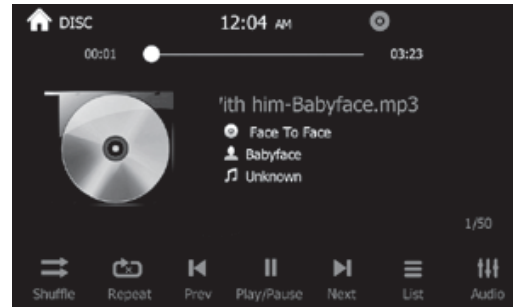 DISC 12:04 AM
00:01 03:23
ith him-Babyface.mp3
Face To Face
Babyface
Unknown
1/50
Shuffle Repeat Prev Play/Pause Next List Audio